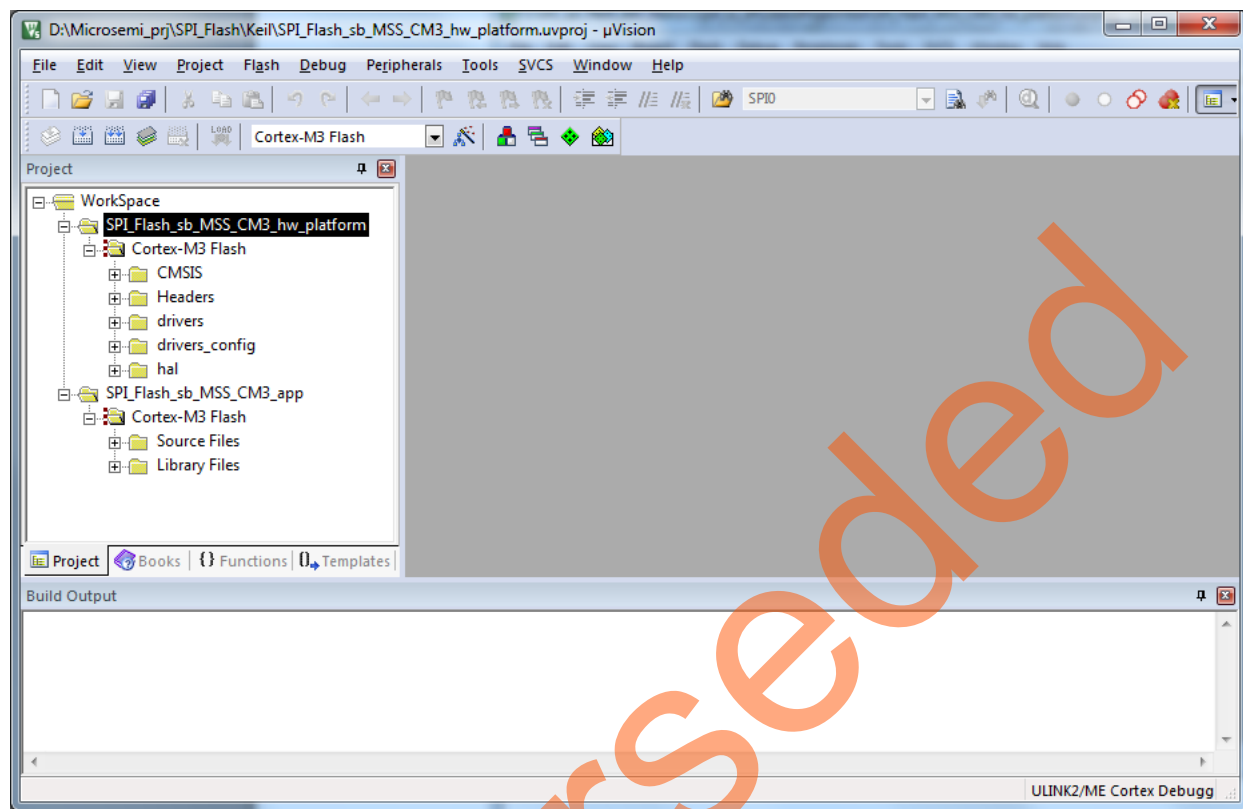 D:\Microsemi_prj\SPI_Flash\Keil\SPI_Flash_sb_MSS_CM3_hw_platform.uvproj - µVision
File Edit View Project Flash Debug Peripherals Tools SVCS Window Help
SPI0
LOAD Cortex-M3 Flash
Project
WorkSpace
SPI_Flash_sb_MSS_CM3_hw_platform
Cortex-M3 Flash
CMSIS
Headers
drivers
drivers_config
hal
SPI_Flash_sb_MSS_CM3_app
Cortex-M3 Flash
Source Files
Library Files
Project Books {} Functions Templates
Build Output
ULINK2/ME Cortex Debugg
rseded